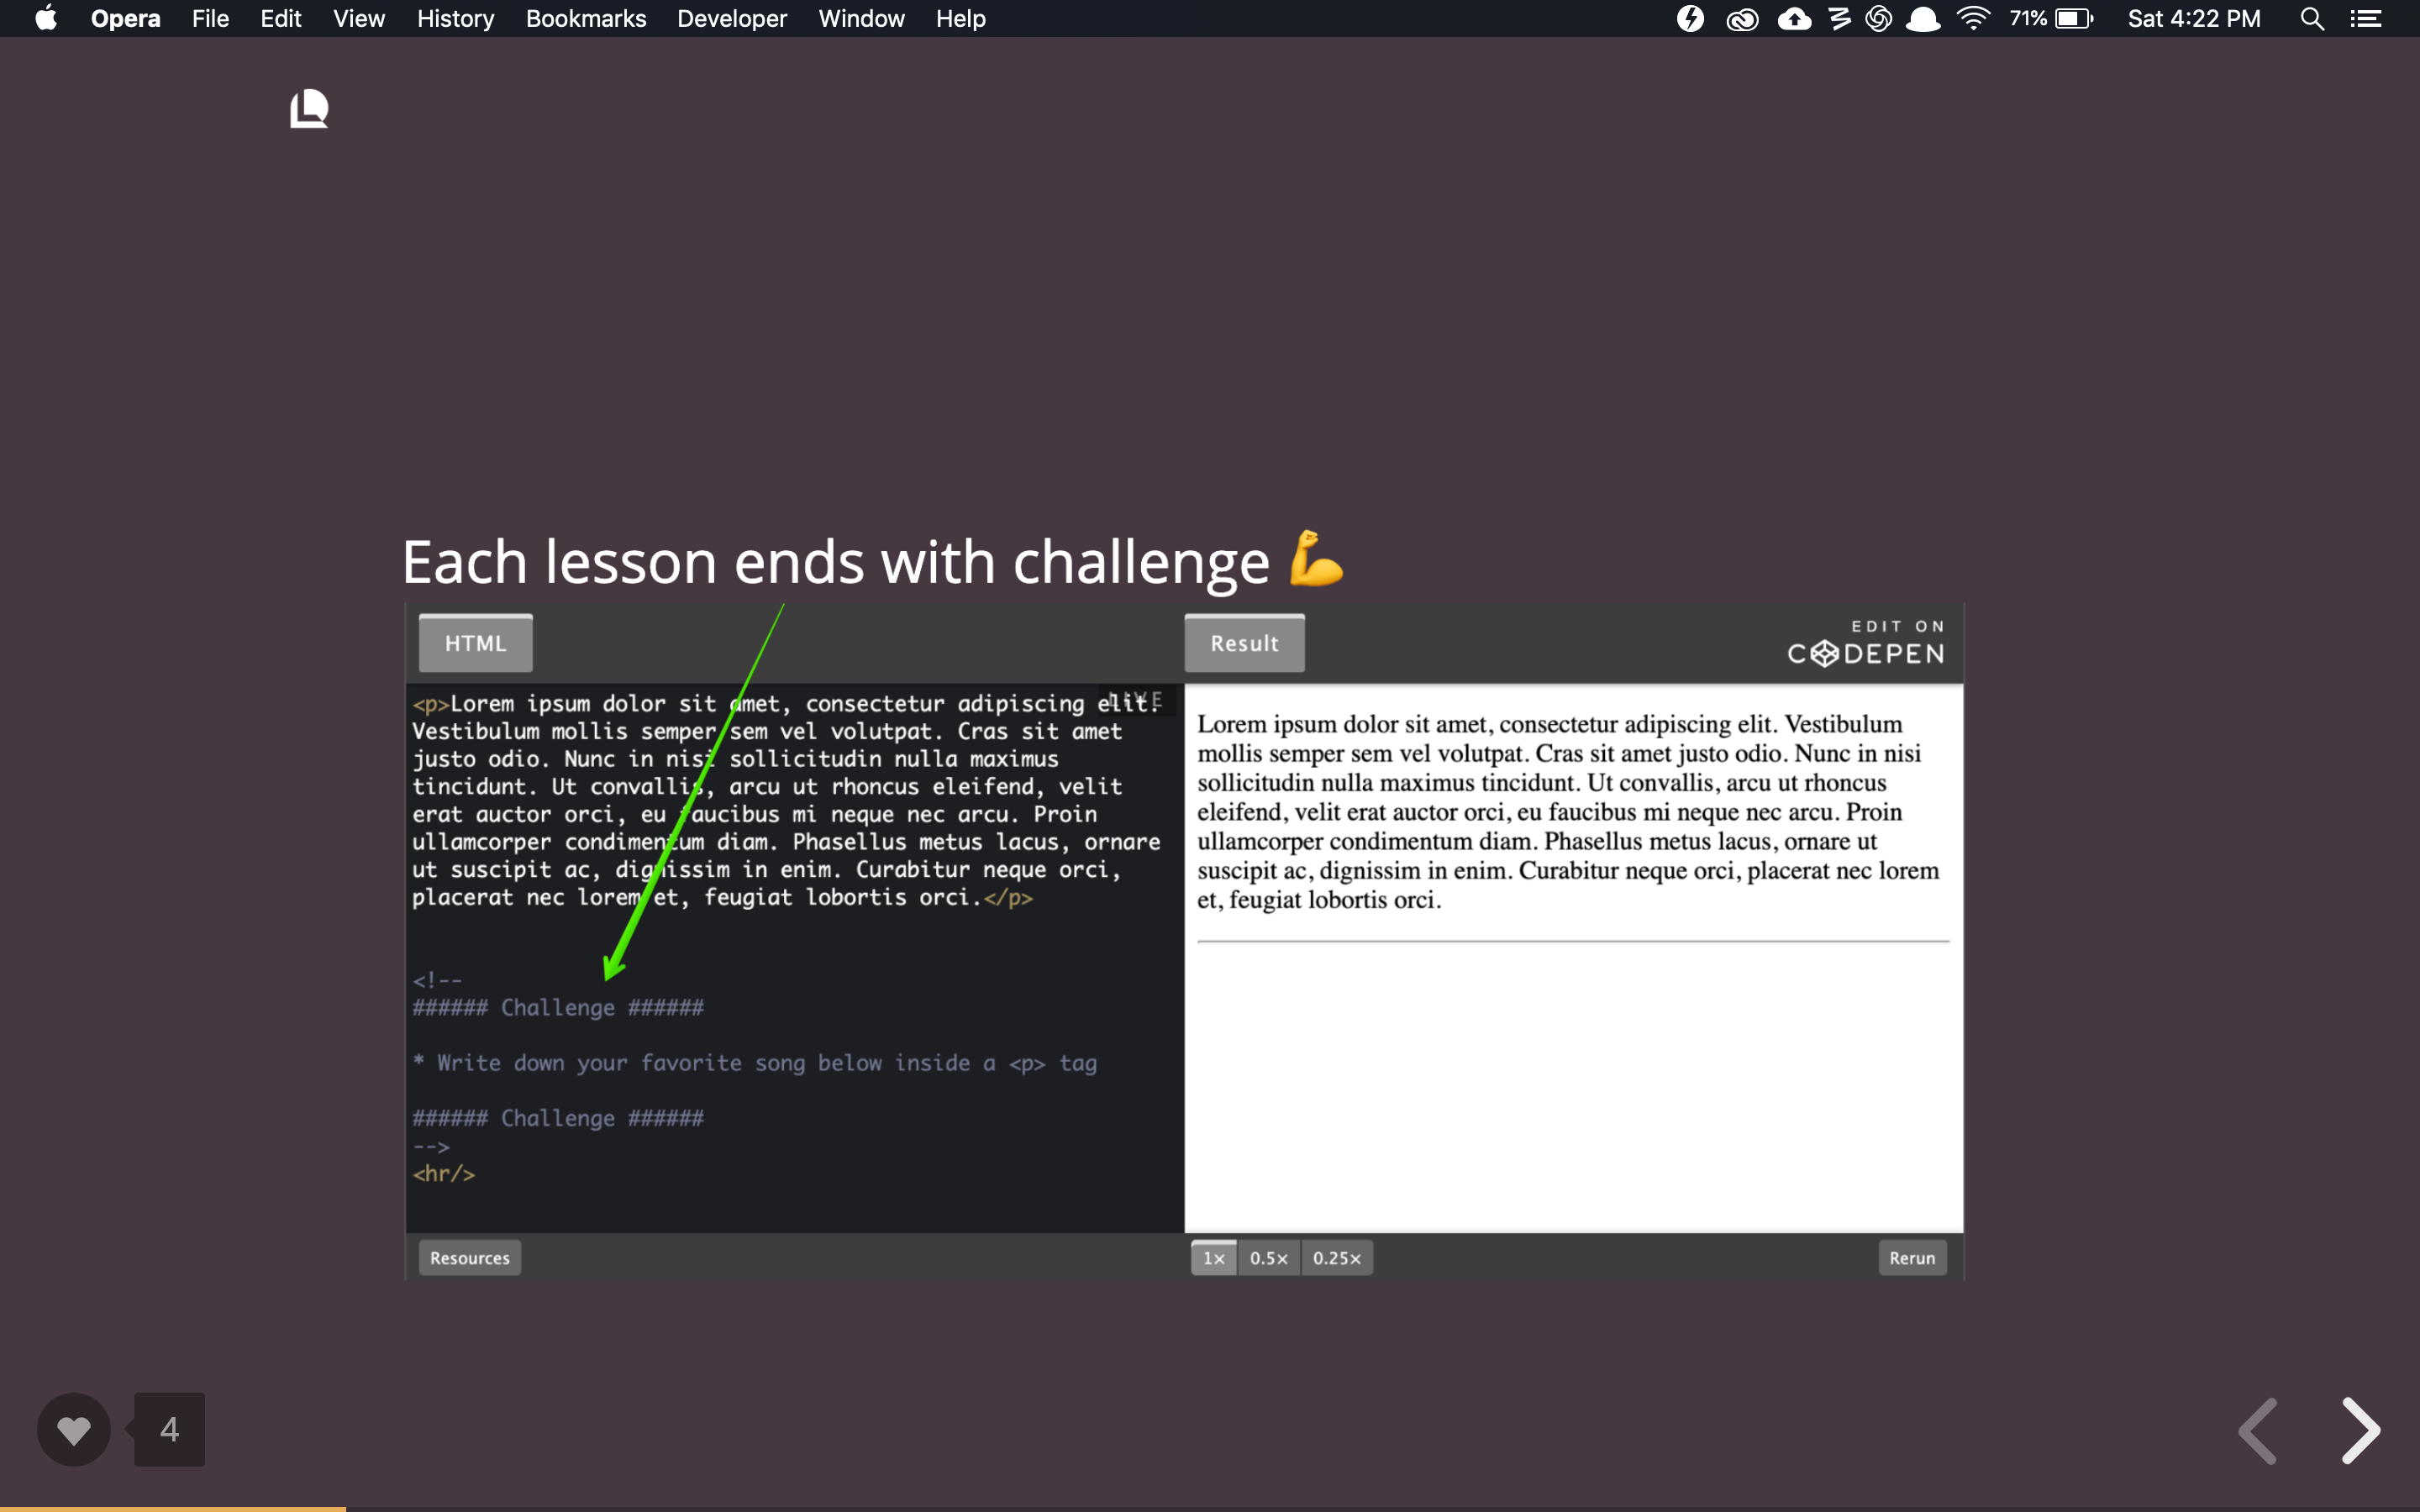 Opera File Edit View History Bookmarks Developer Window Help 71% Sat 4:22 PM
Each lesson ends with challenge 💪
HTML
Result
EDIT ON
CODEPEN
LIVE
<p>Lorem ipsum dolor sit amet, consectetur adipiscing elit.
Vestibulum mollis semper sem vel volutpat. Cras sit amet
justo odio. Nunc in nisi sollicitudin nulla maximus
tincidunt. Ut convallis, arcu ut rhoncus eleifend, velit
erat auctor orci, eu faucibus mi neque nec arcu. Proin
ullamcorper condimentum diam. Phasellus metus lacus, ornare
ut suscipit ac, dignissim in enim. Curabitur neque orci,
placerat nec lorem et, feugiat lobortis orci.</p>
<!--
###### Challenge ######
* Write down your favorite song below inside a <p> tag
###### Challenge ######
-->
<hr/>
Lorem ipsum dolor sit amet, consectetur adipiscing elit. Vestibulum
mollis semper sem vel volutpat. Cras sit amet justo odio. Nunc in nisi
sollicitudin nulla maximus tincidunt. Ut convallis, arcu ut rhoncus
eleifend, velit erat auctor orci, eu faucibus mi neque nec arcu. Proin
ullamcorper condimentum diam. Phasellus metus lacus, ornare ut
suscipit ac, dignissim in enim. Curabitur neque orci, placerat nec lorem
et, feugiat lobortis orci.
Resources
1× 0.5× 0.25×
Rerun
4